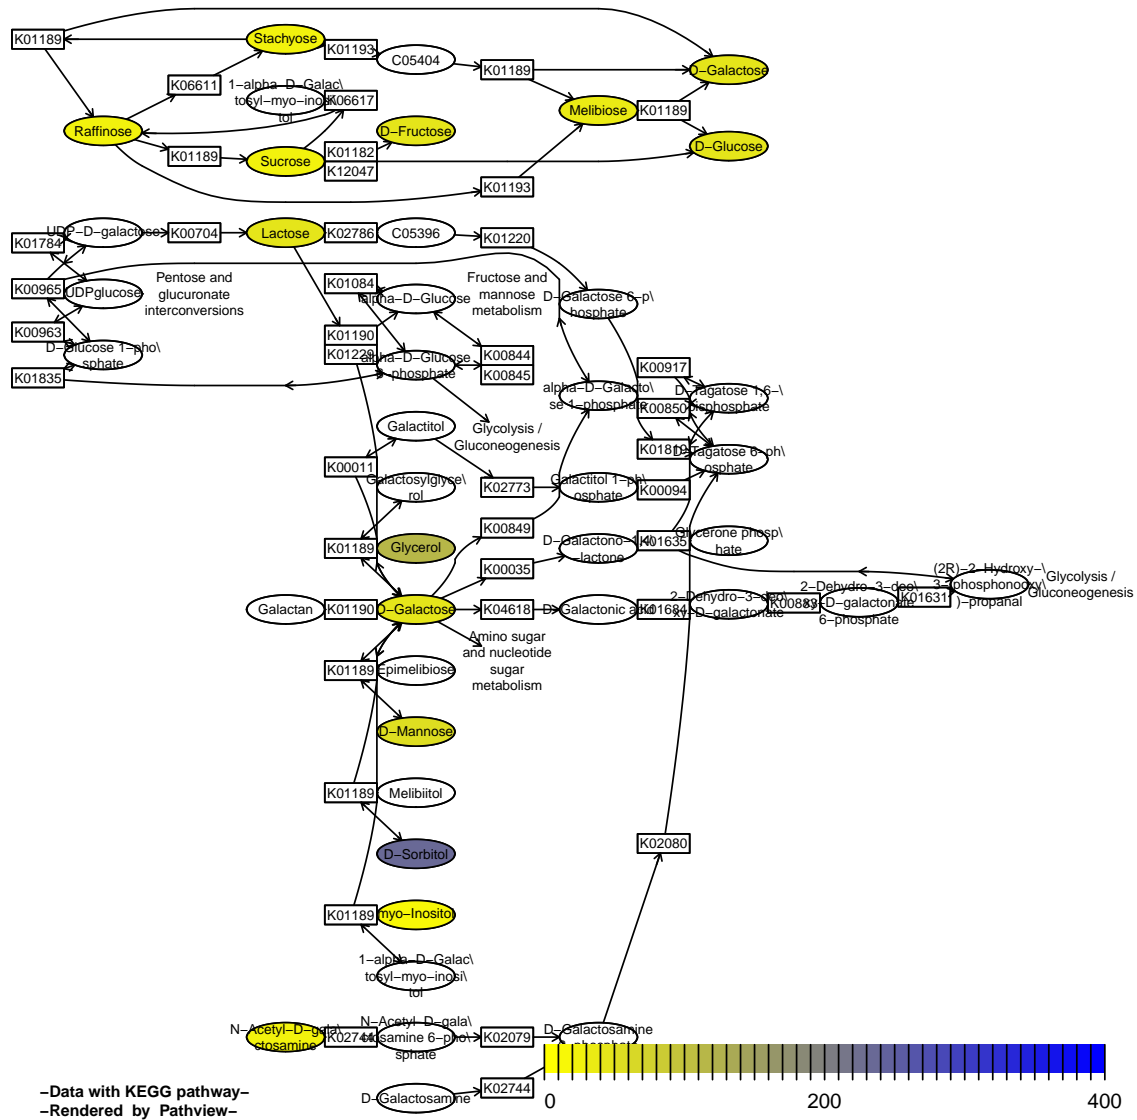 K01189
Stachyose
K01193
C05404
K01189
D−Galactose
K06611
1−alpha−D−Galac\
tosyl−myo−inosi\
tol
K06617
Raffinose
D−Fructose
Melibiose
K01189
K01189
Sucrose
K01182
K12047
D−Glucose
K01193
K01784
UDP−D−galactose
K00704
Lactose
K02786
C05396
K01220
K00965
UDPglucose
Pentose and
glucuronate
interconversions
K01084
alpha−D−Glucose
Fructose and
mannose
metabolism
D−Galactose 6−p\
hosphate
K00963
D−Glucose 1−pho\
sphate
K01190
K01229
alpha−D−Glucose
6−phosphate
K00844
K00845
K01835
K00917
D−Tagatose 1,6−\
bisphosphate
alpha−D−Galacto\
se 1−phosphate
K00850
Galactitol
Glycolysis /
Gluconeogenesis
K01819
D−Tagatose 6−ph\
osphate
K00011
Galactosylglyce\
rol
K02773
Galactitol 1−ph\
osphate
K00094
K00849
K01189
Glycerol
D−Galactono−1,4\
−lactone
K01635
Glycerone phosp\
hate
K00035
(2R)−2−Hydroxy−\
3−(phosphonooxy\
)−propanal
Glycolysis /
Gluconeogenesis
Galactan
K01190
D−Galactose
K04618
D−Galactonic acid
K01684
2−Dehydro−3−deo\
xy−D−galactonate
K00883
2−Dehydro−3−deo\
xy−D−galactonate
6−phosphate
K01631
Amino sugar
and nucleotide
sugar
metabolism
K01189
Epimelibiose
D−Mannose
K01189
Melibiitol
K02080
D−Sorbitol
K01189
myo−Inositol
1−alpha−D−Galac\
tosyl−myo−inosi\
tol
N−Acetyl−D−gala\
ctosamine
K02744
N−Acetyl−D−gala\
ctosamine 6−pho\
sphate
K02079
D−Galactosamine
phosphate
D−Galactosamine
K02744
−Data with KEGG pathway−
−Rendered by Pathview−
0
200
400